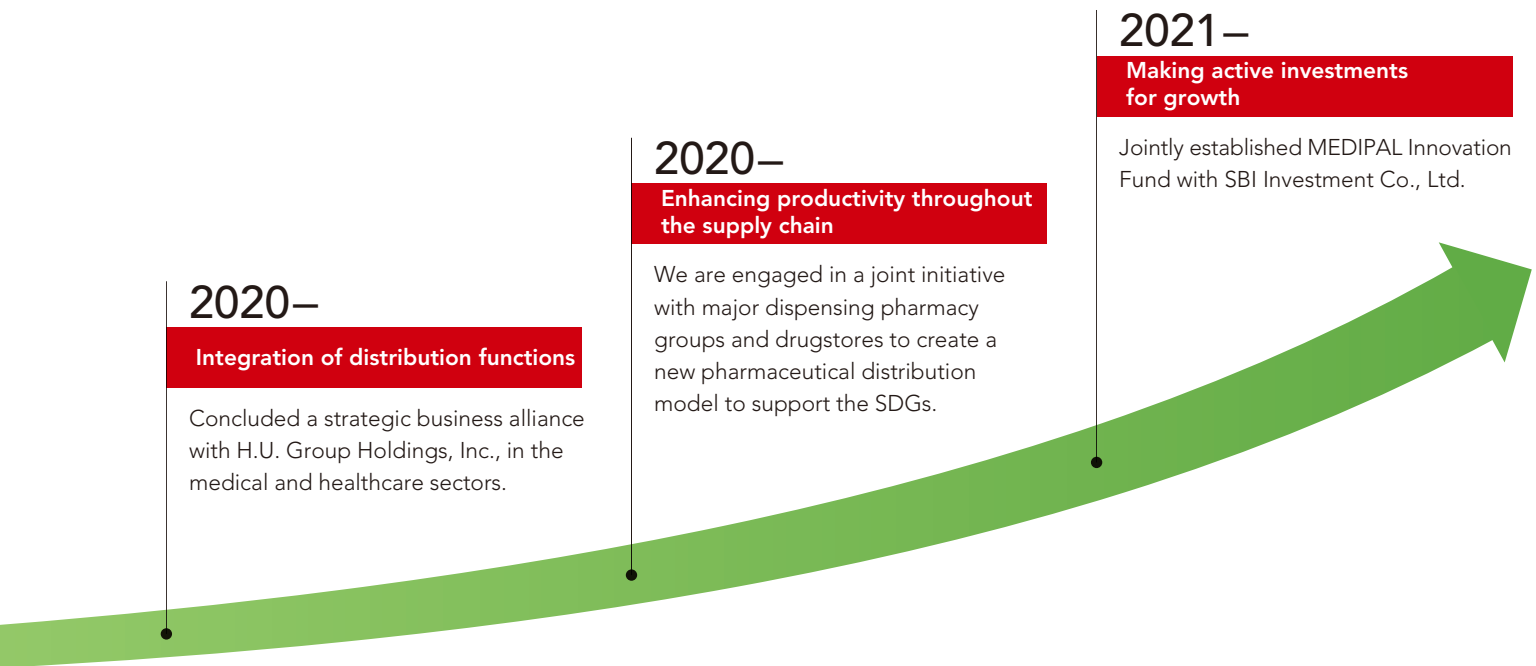 2020–
Integration of distribution functions
Concluded a strategic business alliance
with H.U. Group Holdings, Inc., in the
medical and healthcare sectors.
2020–
Enhancing productivity throughout
the supply chain
We are engaged in a joint initiative
with major dispensing pharmacy
groups and drugstores to create a
new pharmaceutical distribution
model to support the SDGs.
2021–
Making active investments
for growth
Jointly established MEDIPAL Innovation
Fund with SBI Investment Co., Ltd.